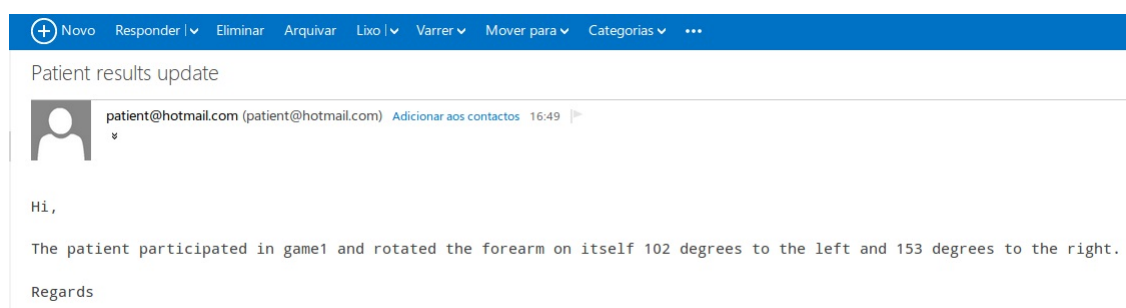 Novo Responder Eliminar Arquivar Lixo Varrer Mover para Categorias
Patient results update
patient@hotmail.com (patient@hotmail.com) Adicionar aos contactos 16:49
Hi,
The patient participated in game1 and rotated the forearm on itself 102 degrees to the left and 153 degrees to the right.
Regards